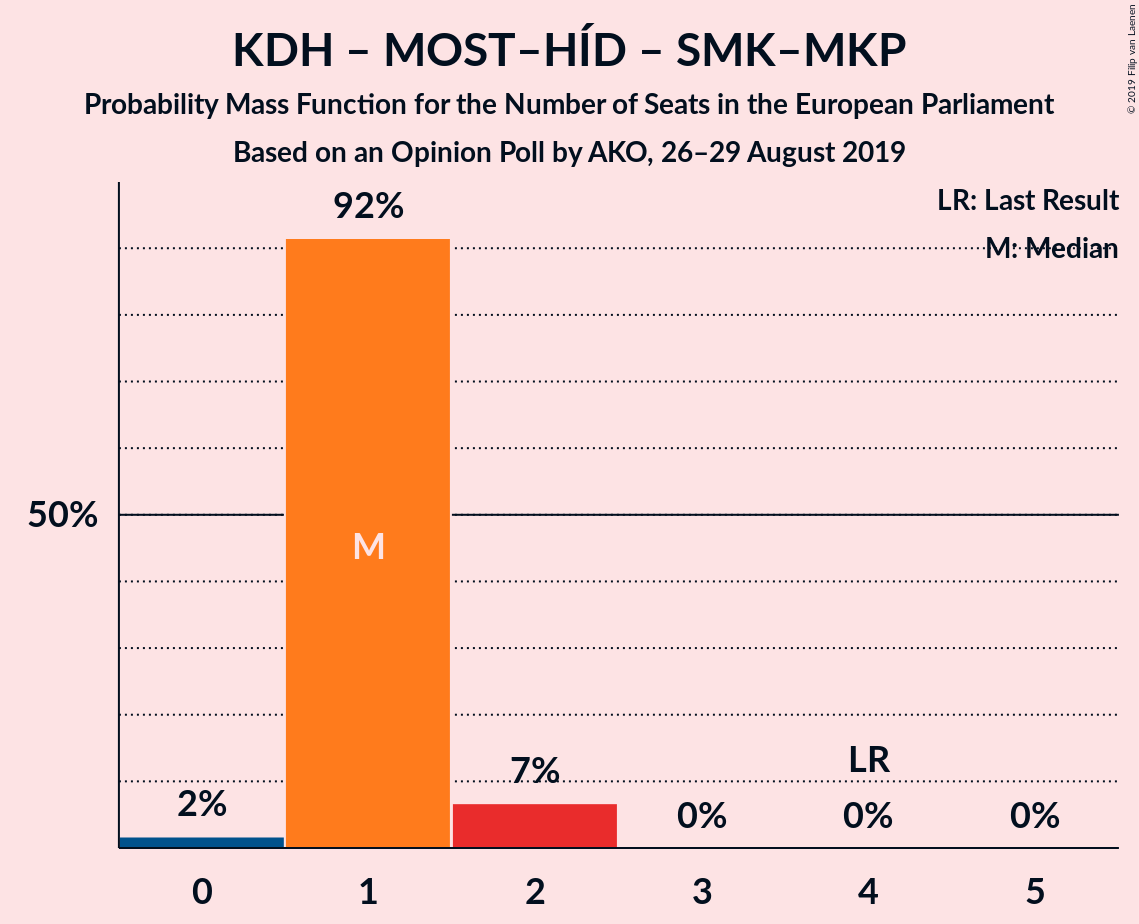 KDH – MOST–HÍD – SMK–MKP
Probability Mass Function for the Number of Seats in the European Parliament
Based on an Opinion Poll by AKO, 26–29 August 2019
© 2019 Filip van Laenen
LR: Last Result
M: Median
92%
50%
M
LR
2%
7%
0%
0%
0%
0 1 2 3 4 5